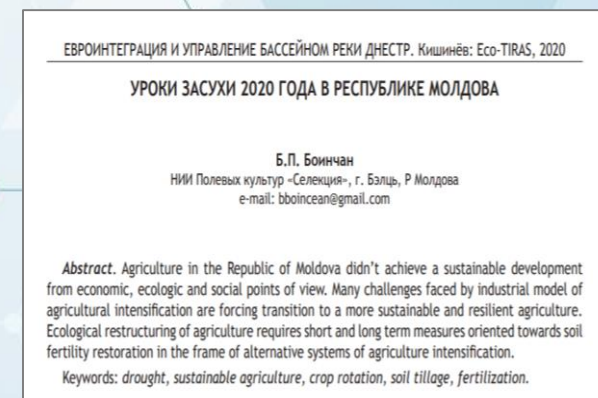 ЕВРОИНТЕГРАЦИЯ И УПРАВЛЕНИЕ БАССЕЙНОМ РЕКИ ДНЕСТР. Кишинёв: Eco-TIRAS, 2020
УРОКИ ЗАСУХИ 2020 ГОДА В РЕСПУБЛИКЕ МОЛДОВА
Б.П. Боинчан
НИИ Полевых культур «Селекция», г. Бэлць, Р Молдова
e-mail: bboincean@gmail.com
Abstract. Agriculture in the Republic of Moldova didn't achieve a sustainable development
from economic, ecologic and social points of view. Many challenges faced by industrial model of
agricultural intensification are forcing transition to a more sustainable and resilient agriculture.
Ecological restructuring of agriculture requires short and long term measures oriented towards soil
fertility restoration in the frame of alternative systems of agriculture intensification.
Keywords: drought, sustainable agriculture, crop rotation, soil tillage, fertilization.